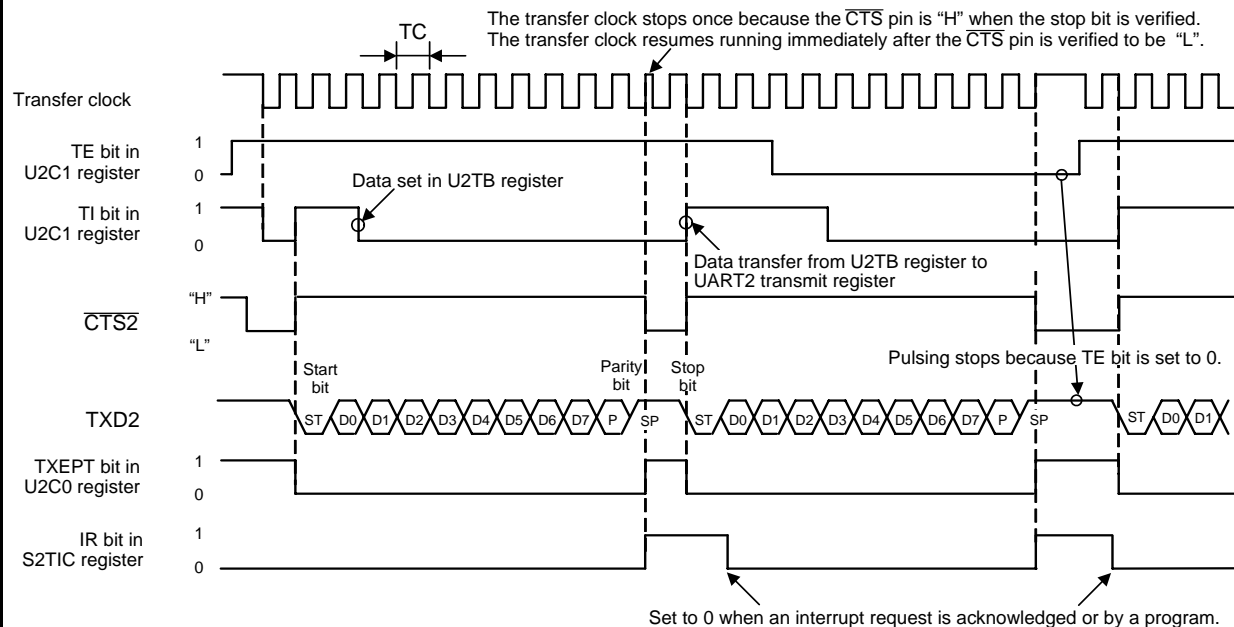 The transfer clock stops once because the CTS pin is “H” when the stop bit is verified.
The transfer clock resumes running immediately after the CTS pin is verified to be “L”.
TC
Transfer clock
TE bit in
U2C1 register
1
0
Data set in U2TB register
TI bit in
U2C1 register
1
0
Data transfer from U2TB register to
UART2 transmit register
“H”
CTS2
“L”
Pulsing stops because TE bit is set to 0.
Start
bit
Parity
bit
Stop
bit
TXD2
ST D0 D1 D2 D3 D4 D5 D6 D7 P SP ST D0 D1 D2 D3 D4 D5 D6 D7 P SP ST D0 D1
TXEPT bit in
U2C0 register
1
0
IR bit in
S2TIC register
1
0
Set to 0 when an interrupt request is acknowledged or by a program.